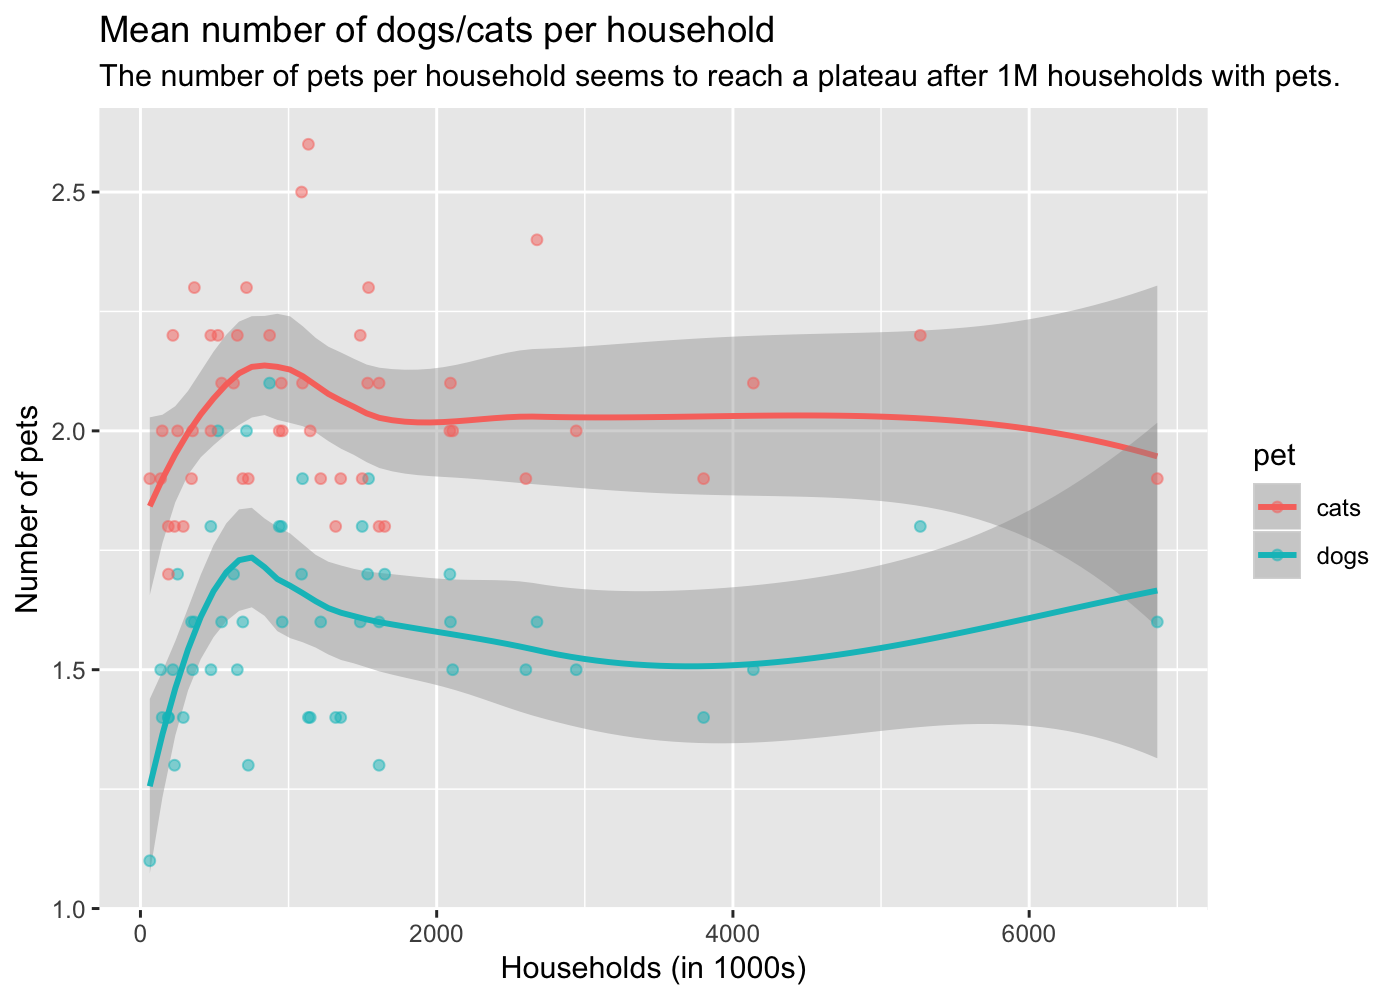 Mean number of dogs/cats per household
The number of pets per household seems to reach a plateau after 1M households with pets.
Number of pets
2.5
2.0
1.5
1.0
0
2000
4000
6000
Households (in 1000s)
pet
cats
dogs